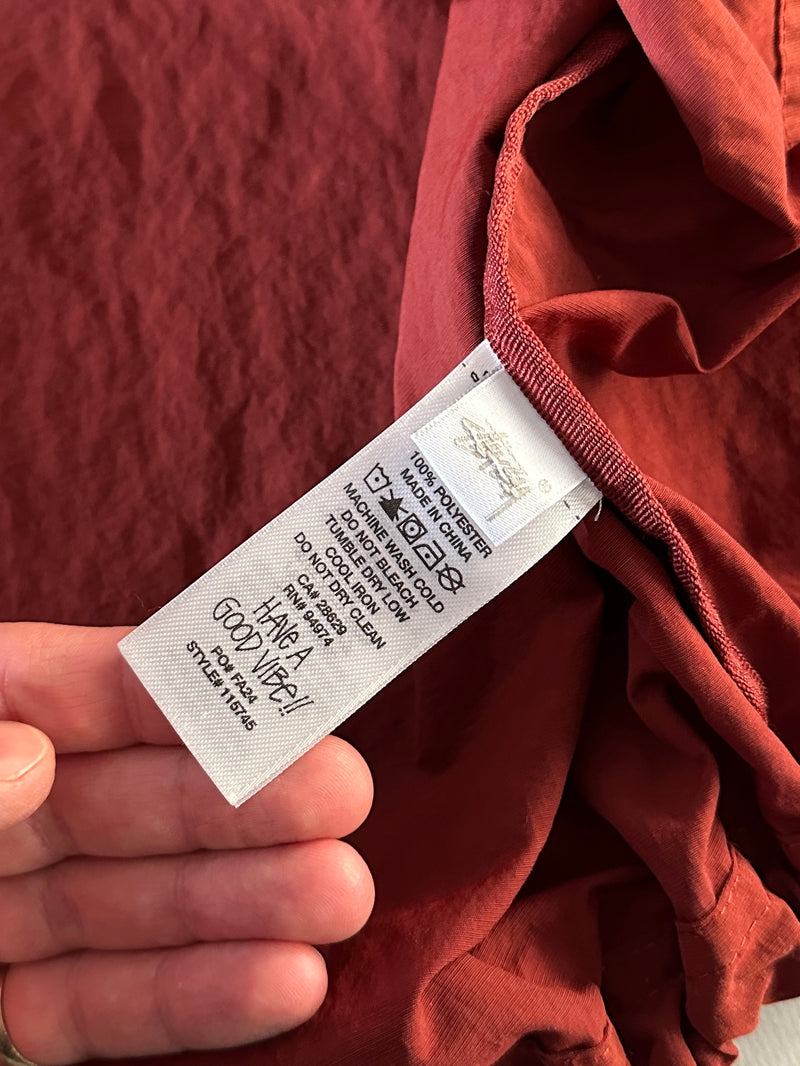 100% POLYESTER
MADE IN CHINA
MACHINE WASH COLD
DO NOT BLEACH
TUMBLE DRY LOW
COOL IRON
DO NOT DRY CLEAN
CA# 28629
RN# 94974
HAVE A
GOOD VIBE!!
PO# FA24
STYLE# 115745